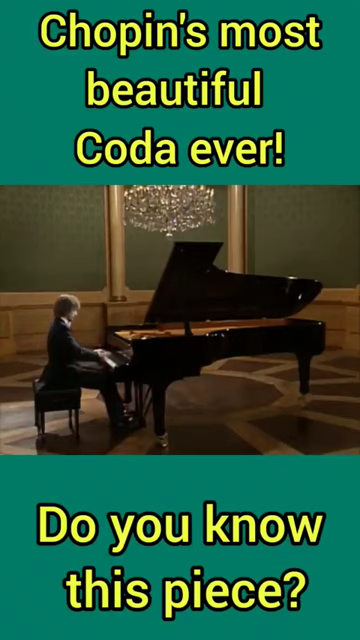 Chopin's most
beautiful
Coda ever!
Do you know
this piece?